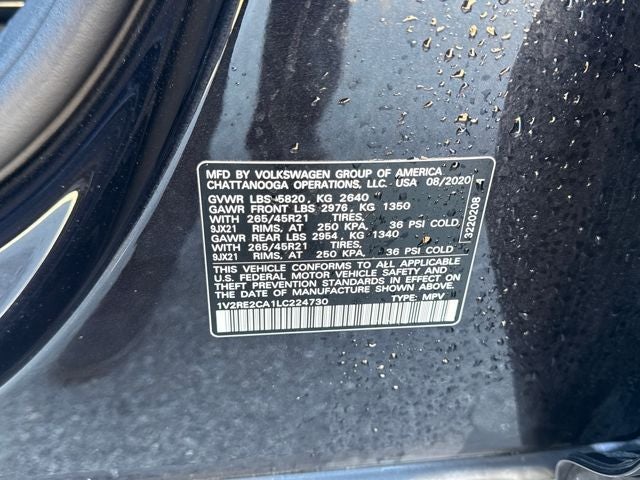 MFD BY VOLKSWAGEN GROUP OF AMERICA
CHATTANOOGA OPERATIONS, LLC. USA 08/2020
GVWR LBS 5820, KG 2640
GAWR FRONT LBS 2976, KG 1350
WITH 265/45R21 TIRES.
9JX21 RIMS. AT 250 KPA. 36 PSI COLD.
GAWR REAR LBS 2954, KG 1340
WITH 265/45R21 TIRES.
9JX21 RIMS. AT 250 KPA. 36 PSI COLD
THIS VEHICLE CONFORMS TO ALL APPLICABLE
U.S. FEDERAL MOTOR VEHICLE SAFETY AND
THEFT PREVENTION STANDARDS IN EFFECT
ON THE DATE OF MANUFACTURE SHOWN ABOVE.
1V2RE2CA1LC224730 TYPE: MPV
3220208